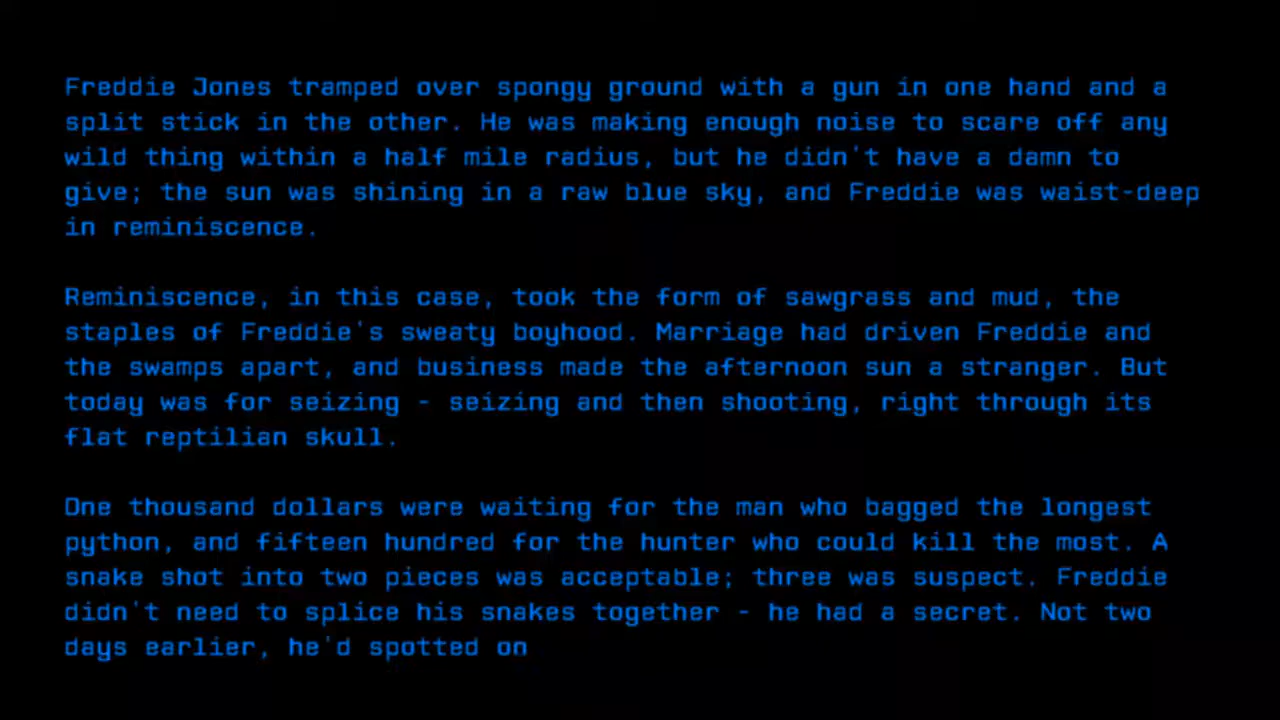 Freddie Jones tramped over spongy ground with a gun in one hand and a
split stick in the other. He was making enough noise to scare off any
wild thing within a half mile radius, but he didn't have a damn to
give; the sun was shining in a raw blue sky, and Freddie was waist-deep
in reminiscence.
Reminiscence, in this case, took the form of sawgrass and mud, the
staples of Freddie's sweaty boyhood. Marriage had driven Freddie and
the swamps apart, and business made the afternoon sun a stranger. But
today was for seizing - seizing and then shooting, right through its
flat reptilian skull.
One thousand dollars were waiting for the man who bagged the longest
python, and fifteen hundred for the hunter who could kill the most. A
snake shot into two pieces was acceptable; three was suspect. Freddie
didn't need to splice his snakes together - he had a secret. Not two
days earlier, he'd spotted on